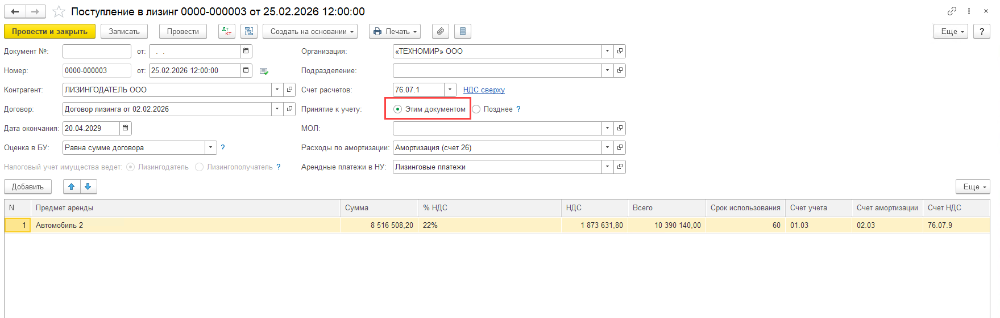 Поступление в лизинг 0000-000003 от 25.02.2026 12:00:00
Провести и закрыть Записать Провести Дт Кт Создать на основании Печать Еще ?
Документ №: от: . . Организация: «ТЕХНОМИР» ООО
Номер: 0000-000003 от: 25.02.2026 12:00:00 Подразделение:
Контрагент: ЛИЗИНГОДАТЕЛЬ ООО Счет расчетов: 76.07.1 НДС сверху
Договор: Договор лизинга от 02.02.2026 Принятие к учету: Этим документом Позднее ?
Дата окончания: 20.04.2029 МОЛ:
Оценка в БУ: Равна сумме договора ? Расходы по амортизации: Амортизация (счет 26)
Налоговый учет имущества ведет: Лизингодатель Лизингополучатель ? Арендные платежи в НУ: Лизинговые платежи
Добавить Еще
N Предмет аренды Сумма % НДС НДС Всего Срок использования Счет учета Счет амортизации Счет НДС
1 Автомобиль 2 8 516 508,20 22% 1 873 631,80 10 390 140,00 60 01.03 02.03 76.07.9